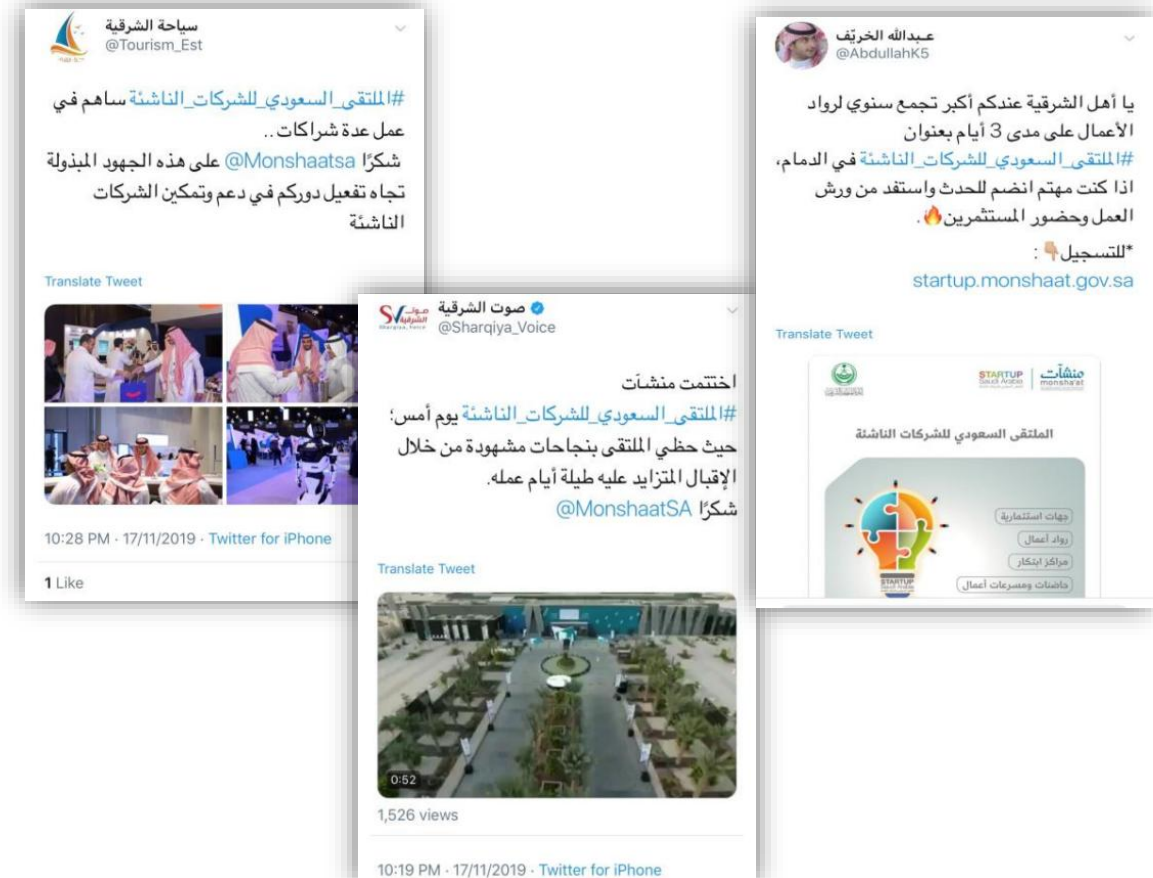 سياحة الشرقية
@Tourism_Est
#الملتقى_السعودي_للشركات_الناشئة ساهم في
عمل عدة شراكات..
شكرًا @Monshaatsa على هذه الجهود المبذولة
تجاه تفعيل دوركم في دعم وتمكين الشركات
الناشئة
Translate Tweet
10:28 PM · 17/11/2019 · Twitter for iPhone
1 Like
صوت الشرقية
@Sharqiya_Voice
صوت الشرقية SV
Sharqiya, Voice
اختتمت منشآت
#الملتقى_السعودي_للشركات_الناشئة يوم أمس؛
حيث حظي الملتقى بنجاحات مشهودة من خلال
الإقبال المتزايد عليه طيلة أيام عمله.
شكرًا @MonshaatSA
Translate Tweet
0:52
1,526 views
10:19 PM · 17/11/2019 · Twitter for iPhone
عبدالله الخريّف
@AbdullahK5
يا أهل الشرقية عندكم أكبر تجمع سنوي لرواد
الأعمال على مدى 3 أيام بعنوان
#الملتقى_السعودي_للشركات_الناشئة في الدمام،
اذا كنت مهتم انضم للحدث واستفد من ورش
العمل وحضور المستثمرين🔥.
*للتسجيل👇🏼 :
startup.monshaat.gov.sa
Translate Tweet
STARTUP
Saudi Arabia
منشآت
monsha'at
الملتقى السعودي للشركات الناشئة
جهات استثمارية
رواد أعمال
مراكز ابتكار
حاضنات ومسرعات أعمال
STARTUP
Saudi Arabia